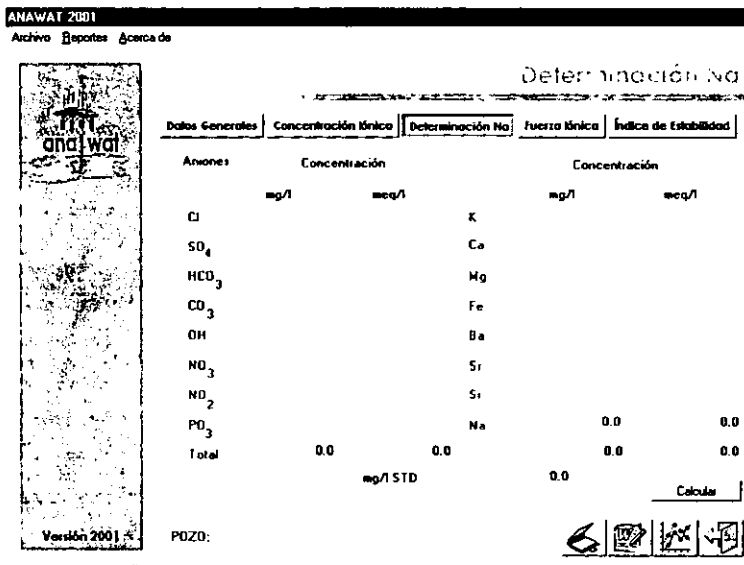 ANAWAT 2001
Archivo Reportes Acerca de
Determinación Na
Datos Generales Concentración Iónica Determinación Na Fuerza Iónica Índice de Estabilidad
ana wat
Aniones Concentración Concentración
mg/l meq/l mg/l meq/l
Cl K
SO4 Ca
HCO3 Mg
CO3 Fe
OH Ba
NO3 Sr
NO2 Sr
PO3 Na 0.0 0.0
Total 0.0 0.0 0.0 0.0
mg/l STD 0.0
Calcular
Versión 2001
POZO: